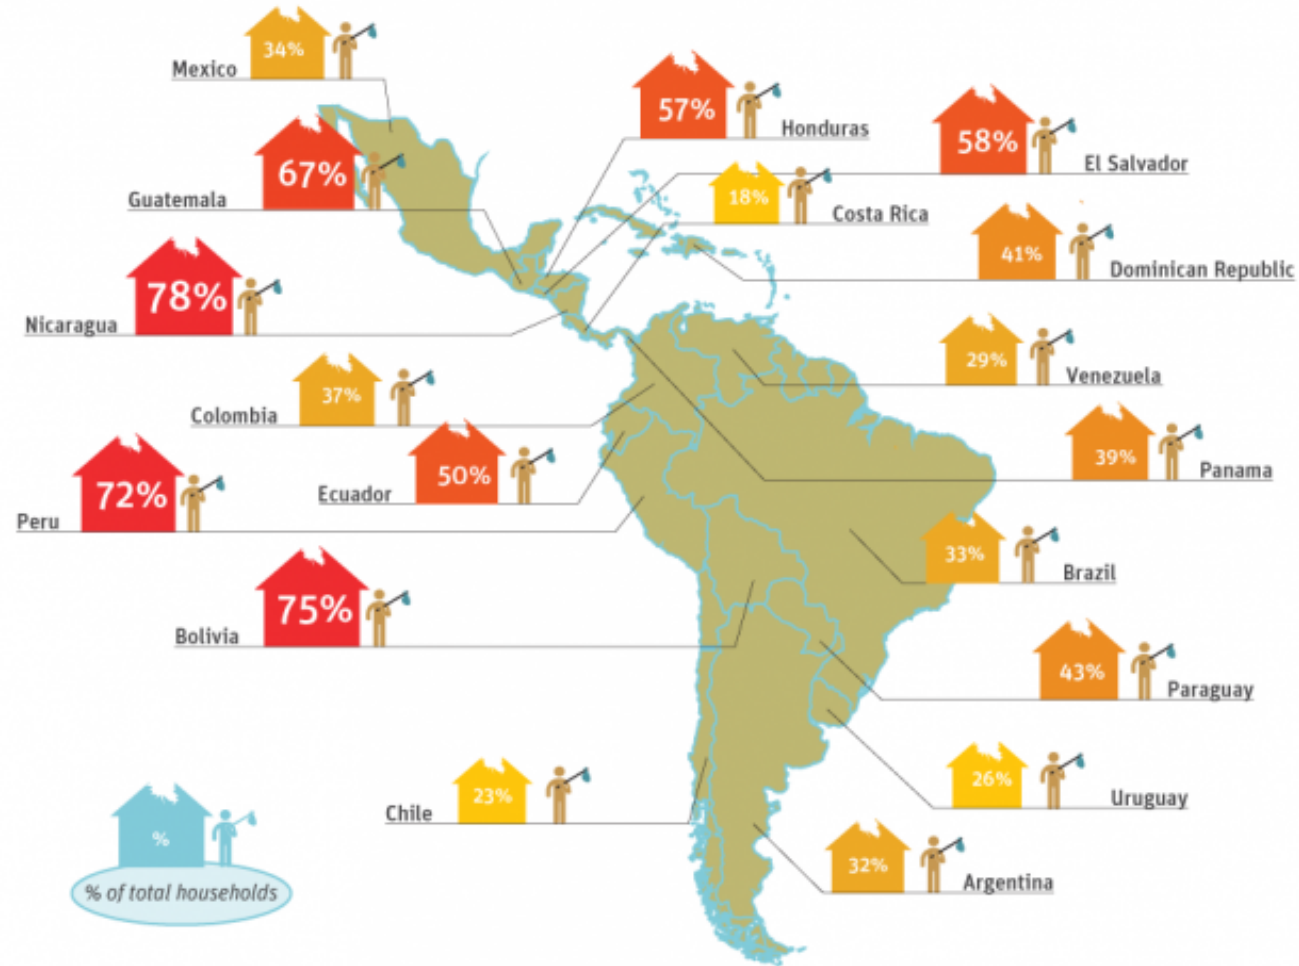 34%
Mexico
57%
Honduras
58%
El Salvador
67%
Guatemala
18%
Costa Rica
41%
Dominican Republic
78%
Nicaragua
29%
Venezuela
37%
Colombia
39%
Panama
50%
Ecuador
72%
Peru
33%
Brazil
75%
Bolivia
43%
Paraguay
26%
Uruguay
23%
Chile
32%
Argentina
%
% of total households